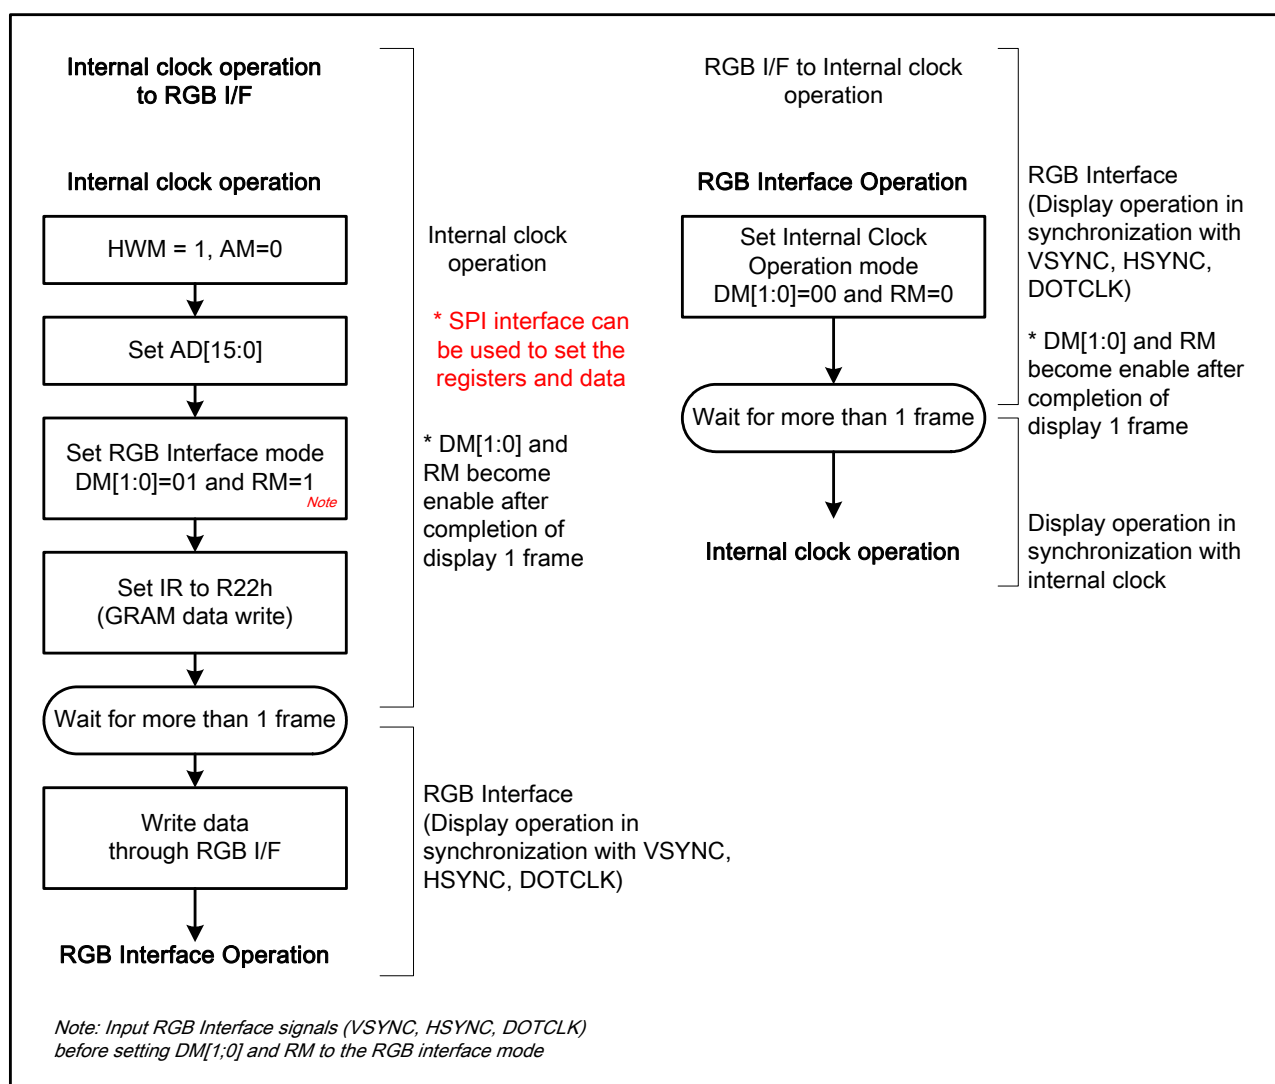 Internal clock operation
to RGB I/F
Internal clock operation
HWM = 1, AM=0
Set AD[15:0]
Set RGB Interface mode
DM[1:0]=01 and RM=1
Note
Set IR to R22h
(GRAM data write)
Wait for more than 1 frame
Write data
through RGB I/F
RGB Interface Operation
Internal clock
operation
* SPI interface can
be used to set the
registers and data
* DM[1:0] and
RM become
enable after
completion of
display 1 frame
RGB Interface
(Display operation in
synchronization with VSYNC,
HSYNC, DOTCLK)
RGB I/F to Internal clock
operation
RGB Interface Operation
Set Internal Clock
Operation mode
DM[1:0]=00 and RM=0
Wait for more than 1 frame
Internal clock operation
RGB Interface
(Display operation in
synchronization with
VSYNC, HSYNC,
DOTCLK)
* DM[1:0] and RM
become enable after
completion of
display 1 frame
Display operation in
synchronization with
internal clock
Note: Input RGB Interface signals (VSYNC, HSYNC, DOTCLK)
before setting DM[1;0] and RM to the RGB interface mode